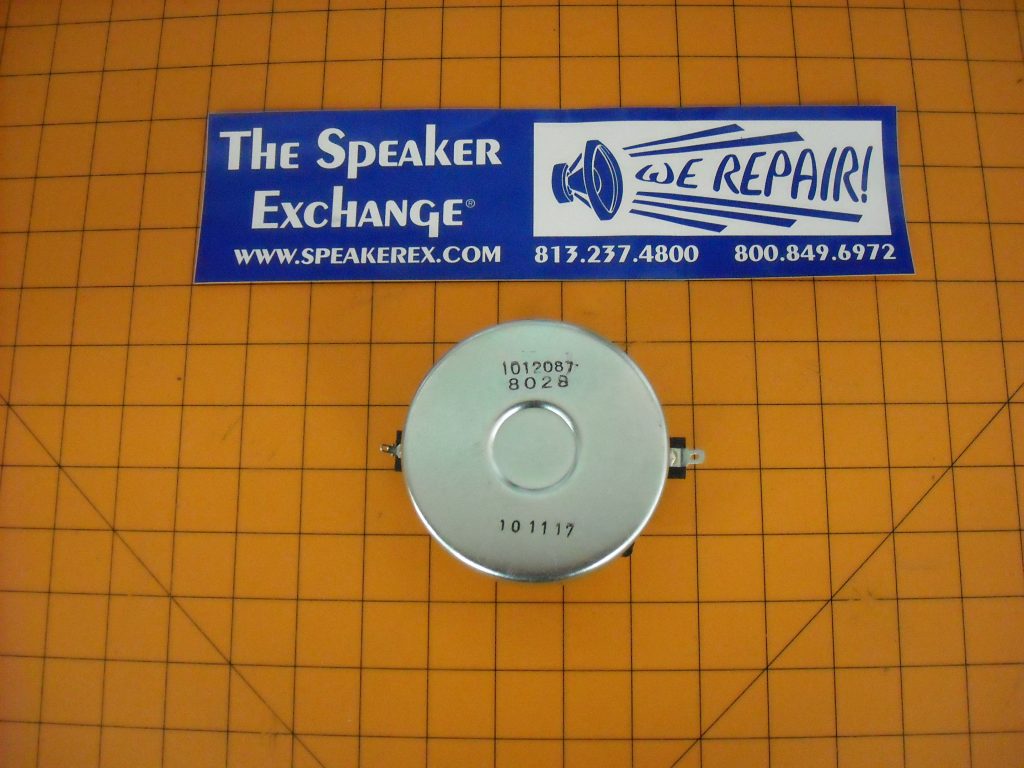 The Speaker
Exchange®
WE REPAIR!
www.speakerex.com 813.237.4800 800.849.6972
1012087
8028
101117